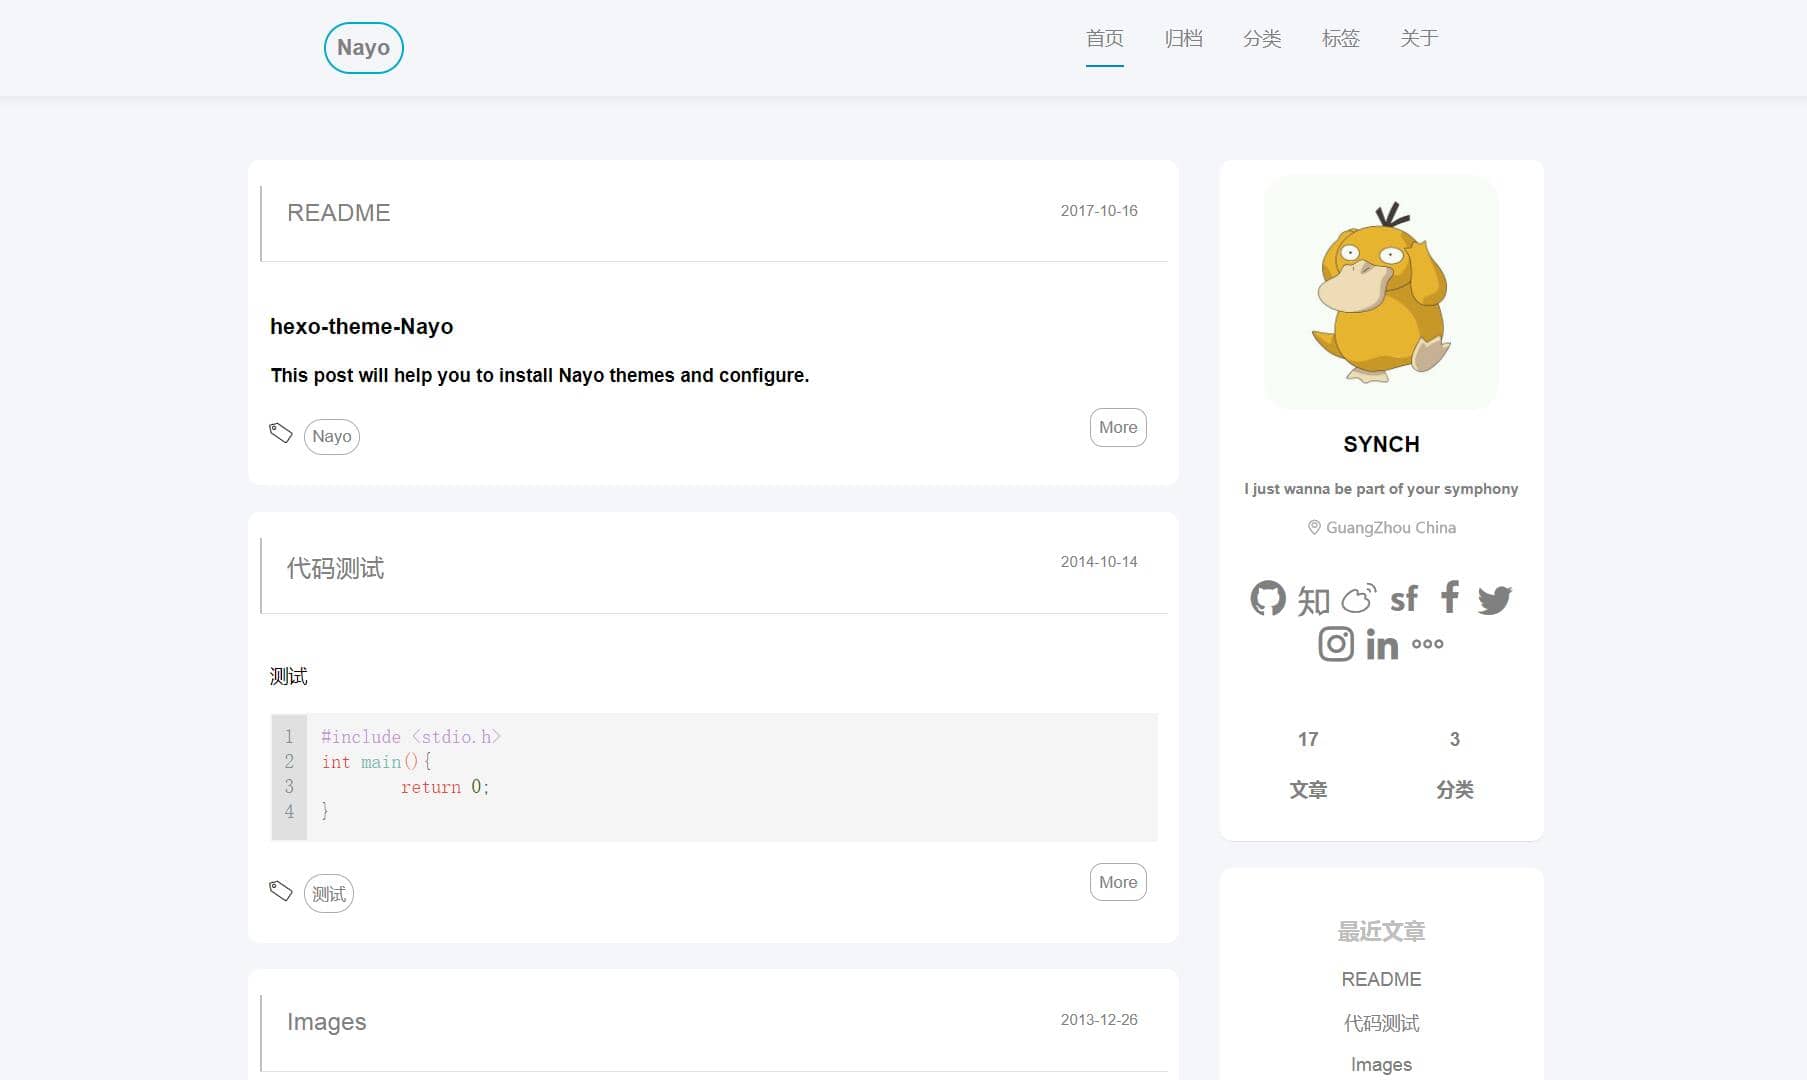 Nayo
首页 归档 分类 标签 关于
README 2017-10-16
hexo-theme-Nayo
This post will help you to install Nayo themes and configure.
Nayo More
代码测试 2014-10-14
测试
1 #include <stdio.h>
2 int main(){
3 return 0;
4 }
测试 More
Images 2013-12-26
SYNCH
I just wanna be part of your symphony
GuangZhou China
知 sf f in
17 3
文章 分类
最近文章
README
代码测试
Images